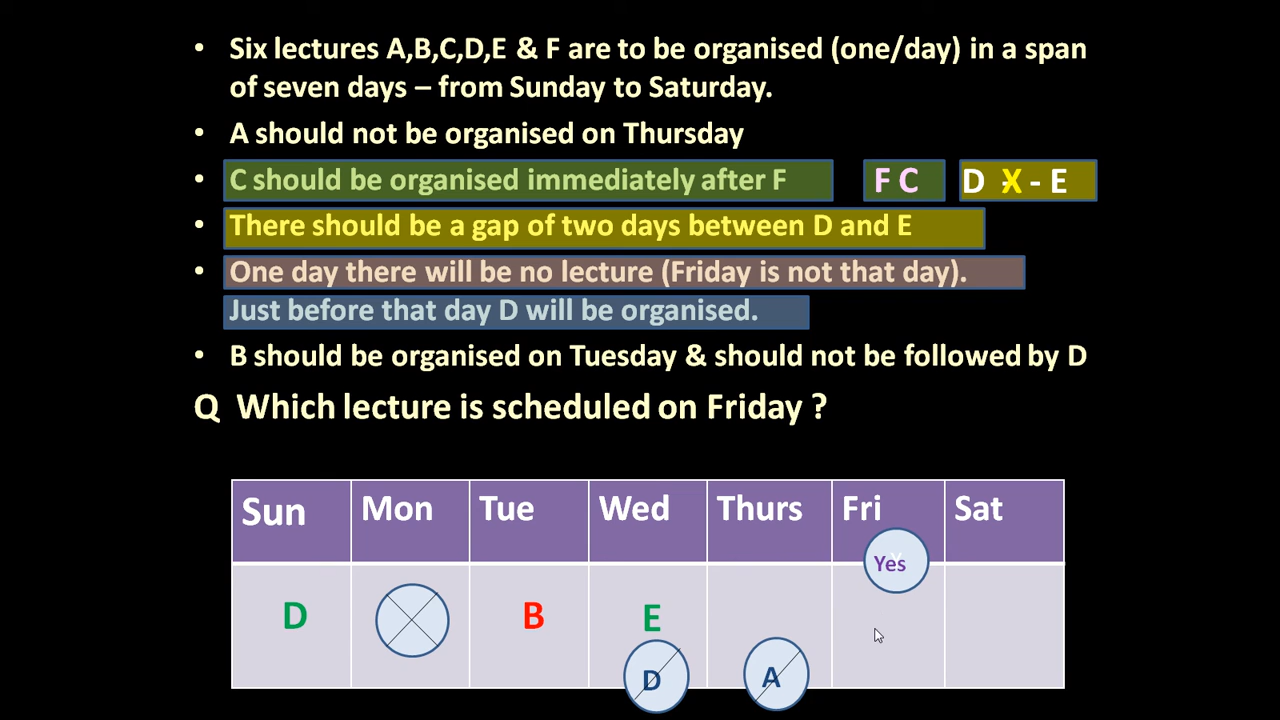 • Six lectures A,B,C,D,E & F are to be organised (one/day) in a span
of seven days – from Sunday to Saturday.
• A should not be organised on Thursday
• C should be organised immediately after F F C D X - E
• There should be a gap of two days between D and E
• One day there will be no lecture (Friday is not that day).
Just before that day D will be organised.
• B should be organised on Tuesday & should not be followed by D
Q Which lecture is scheduled on Friday ?
Sun Mon Tue Wed Thurs Fri Sat
Yes
D B E
D A